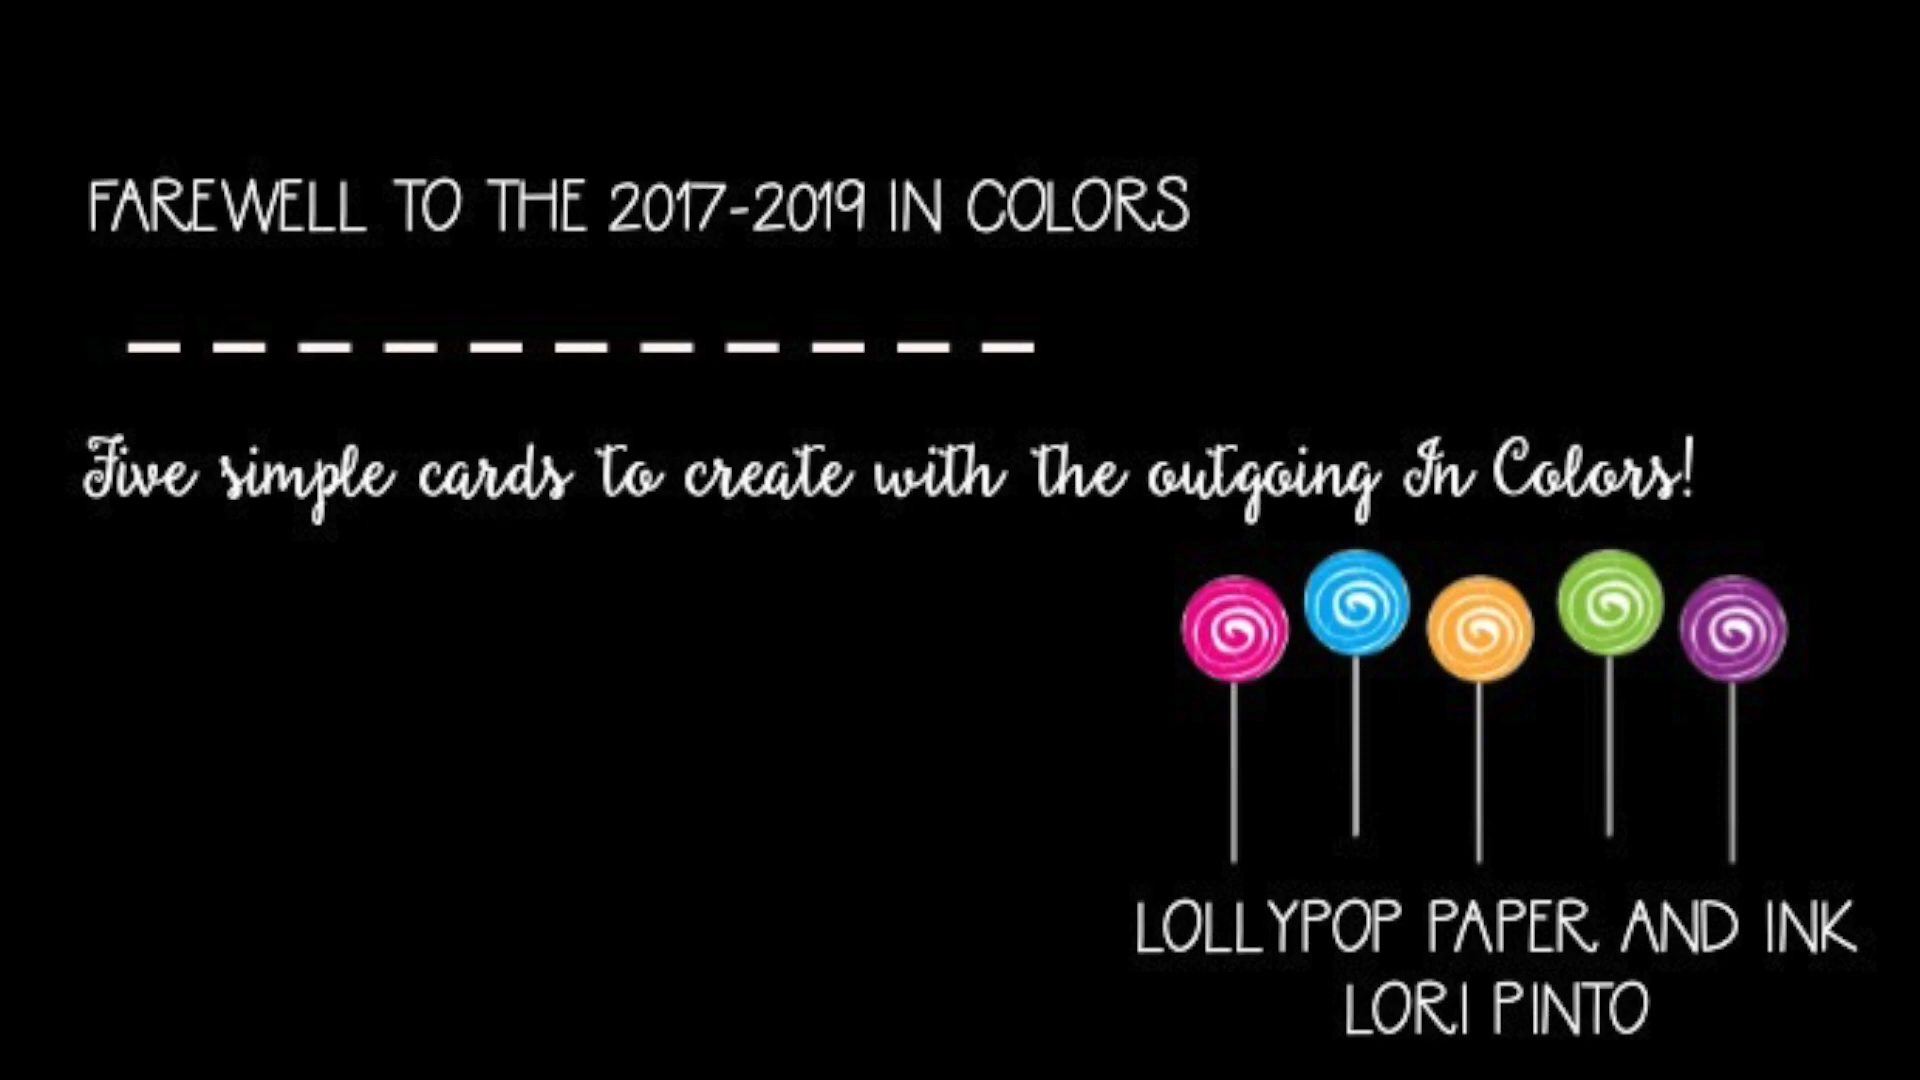 FAREWELL TO THE 2017-2019 IN COLORS
Five simple cards to create with the outgoing In Colors!
LOLLYPOP PAPER AND INK
LORI PINTO